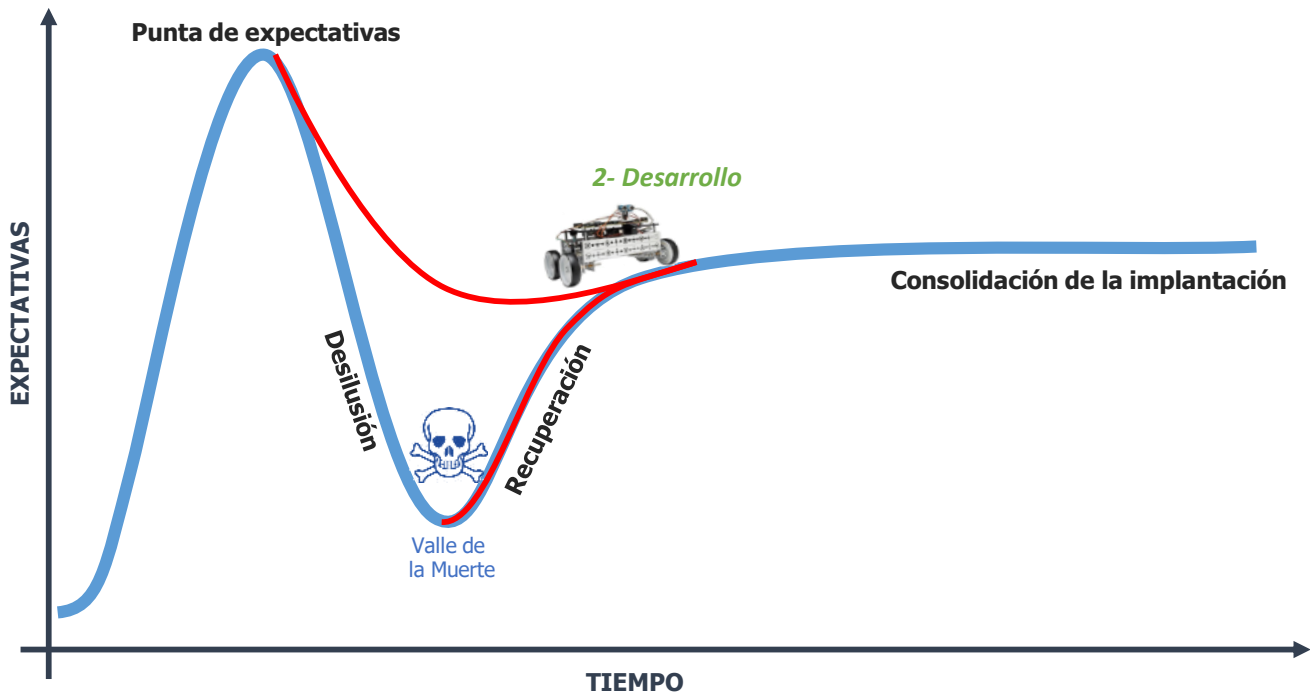 Punta de expectativas
2- Desarrollo
EXPECTATIVAS
Consolidación de la implantación
Desilusión
Recuperación
Valle de
la Muerte
TIEMPO